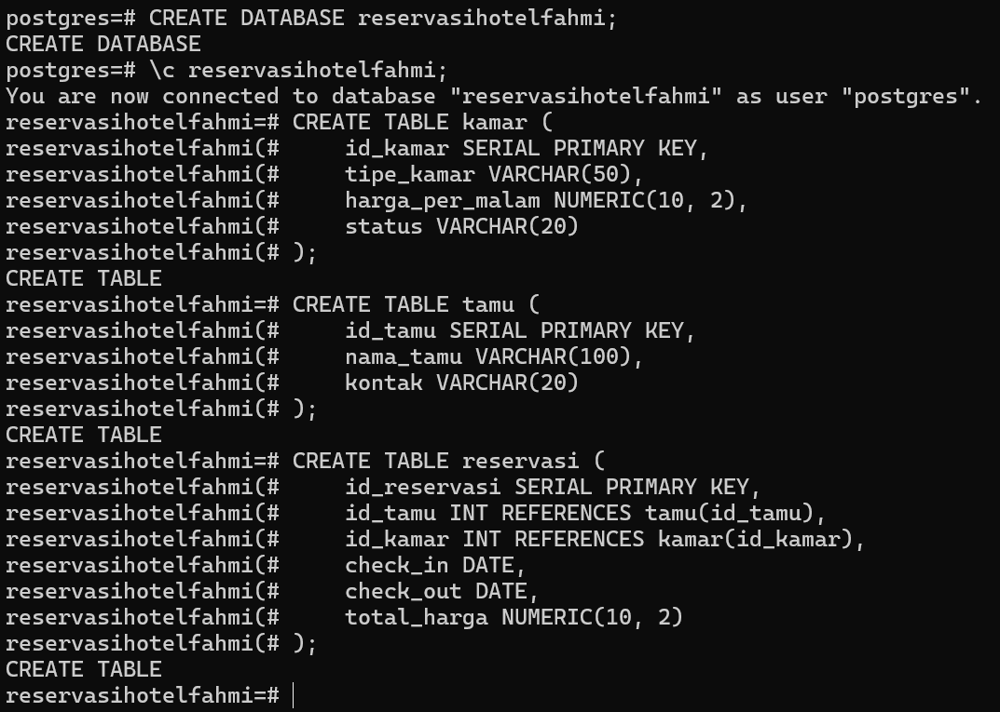 postgres=# CREATE DATABASE reservasihotelfahmi;
CREATE DATABASE
postgres=# \c reservasihotelfahmi;
You are now connected to database "reservasihotelfahmi" as user "postgres".
reservasihotelfahmi=# CREATE TABLE kamar (
reservasihotelfahmi(#     id_kamar SERIAL PRIMARY KEY,
reservasihotelfahmi(#     tipe_kamar VARCHAR(50),
reservasihotelfahmi(#     harga_per_malam NUMERIC(10, 2),
reservasihotelfahmi(#     status VARCHAR(20)
reservasihotelfahmi(# );
CREATE TABLE
reservasihotelfahmi=# CREATE TABLE tamu (
reservasihotelfahmi(#     id_tamu SERIAL PRIMARY KEY,
reservasihotelfahmi(#     nama_tamu VARCHAR(100),
reservasihotelfahmi(#     kontak VARCHAR(20)
reservasihotelfahmi(# );
CREATE TABLE
reservasihotelfahmi=# CREATE TABLE reservasi (
reservasihotelfahmi(#     id_reservasi SERIAL PRIMARY KEY,
reservasihotelfahmi(#     id_tamu INT REFERENCES tamu(id_tamu),
reservasihotelfahmi(#     id_kamar INT REFERENCES kamar(id_kamar),
reservasihotelfahmi(#     check_in DATE,
reservasihotelfahmi(#     check_out DATE,
reservasihotelfahmi(#     total_harga NUMERIC(10, 2)
reservasihotelfahmi(# );
CREATE TABLE
reservasihotelfahmi=#